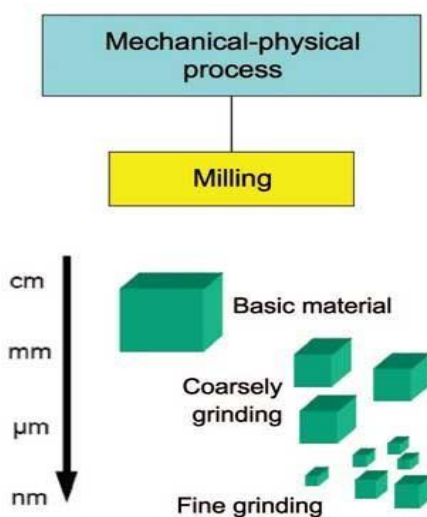 Mechanical-physical
process
Milling
cm
Basic material
mm
Coarsely
grinding
µm
nm
Fine grinding